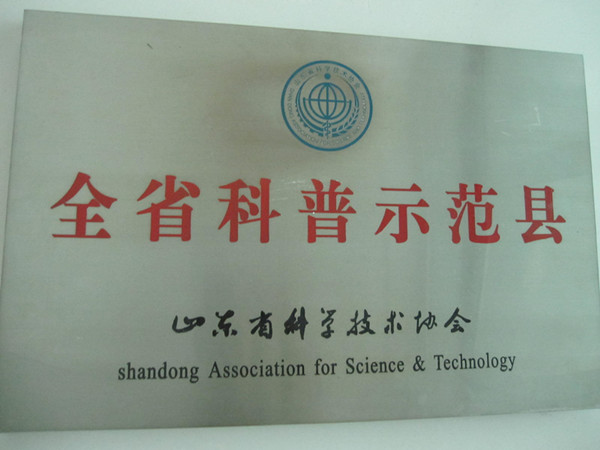 全省科普示范县
山东省科学技术协会
shandong Association for Science & Technology